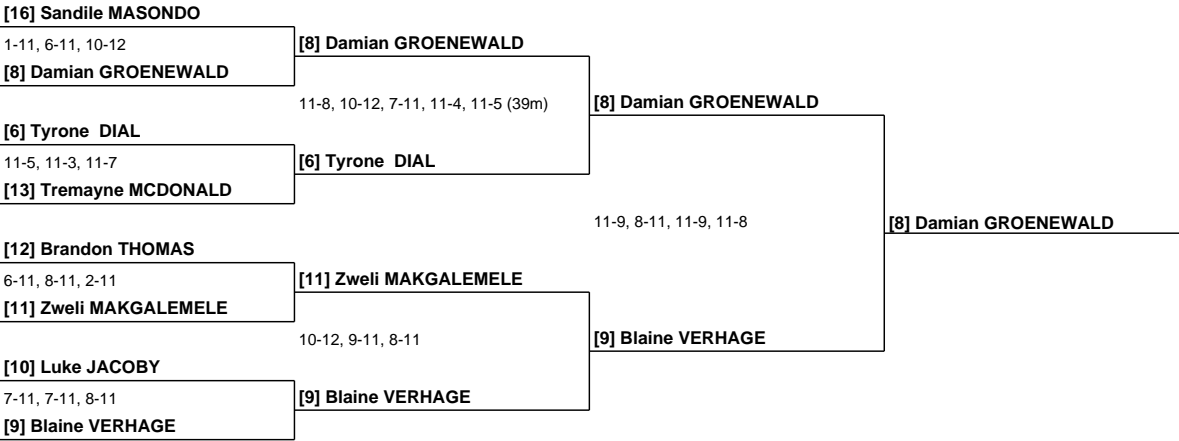 [16] Sandile MASONDO
1-11, 6-11, 10-12
[8] Damian GROENEWALD
[6] Tyrone  DIAL
11-5, 11-3, 11-7
[13] Tremayne MCDONALD
[12] Brandon THOMAS
6-11, 8-11, 2-11
[11] Zweli MAKGALEMELE
[10] Luke JACOBY
7-11, 7-11, 8-11
[9] Blaine VERHAGE
[8] Damian GROENEWALD
11-8, 10-12, 7-11, 11-4, 11-5 (39m)
[6] Tyrone  DIAL
[11] Zweli MAKGALEMELE
10-12, 9-11, 8-11
[9] Blaine VERHAGE
[8] Damian GROENEWALD
11-9, 8-11, 11-9, 11-8
[9] Blaine VERHAGE
[8] Damian GROENEWALD